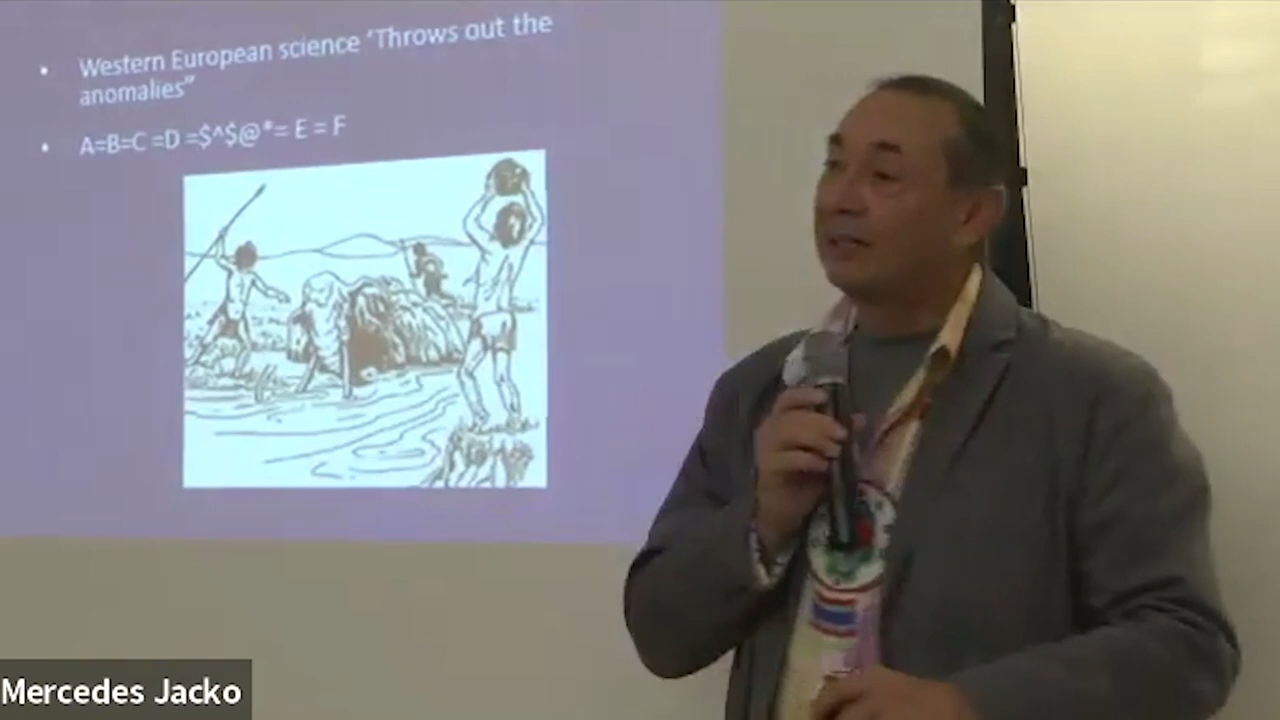 Western European science ‘Throws out the
anomalies”
A=B=C =D =$^$@*= E = F
Mercedes Jacko